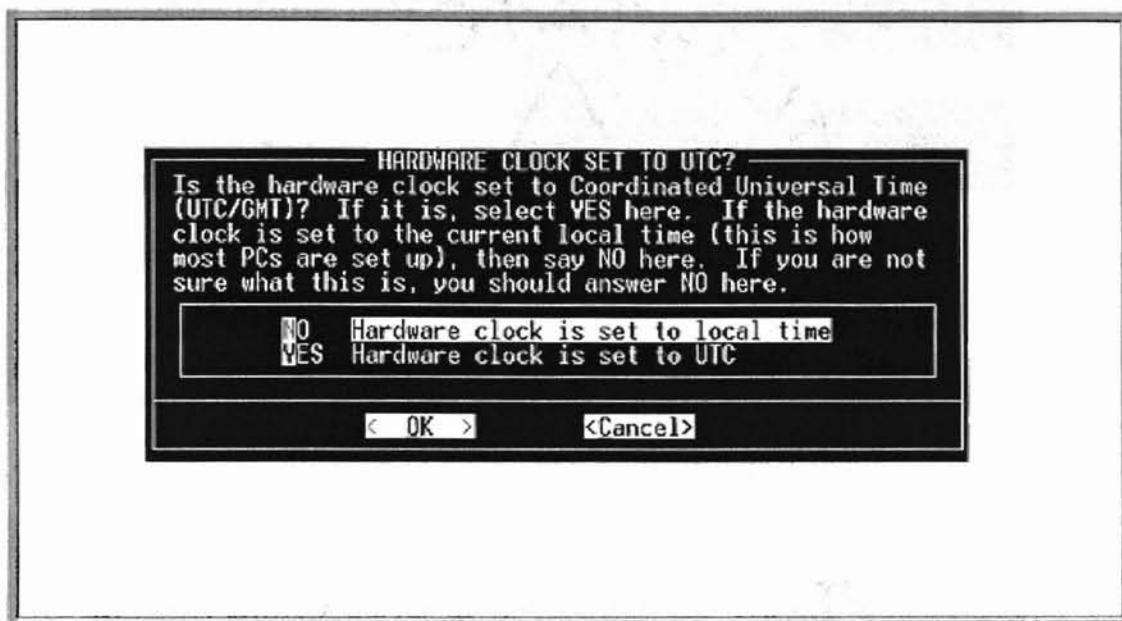 HARDWARE CLOCK SET TO UTC?
Is the hardware clock set to Coordinated Universal Time
(UTC/GMT)?  If it is, select YES here.  If the hardware
clock is set to the current local time (this is how
most PCs are set up), then say NO here.  If you are not
sure what this is, you should answer NO here.
NO   Hardware clock is set to local time
YES  Hardware clock is set to UTC
<  OK  >   <Cancel>